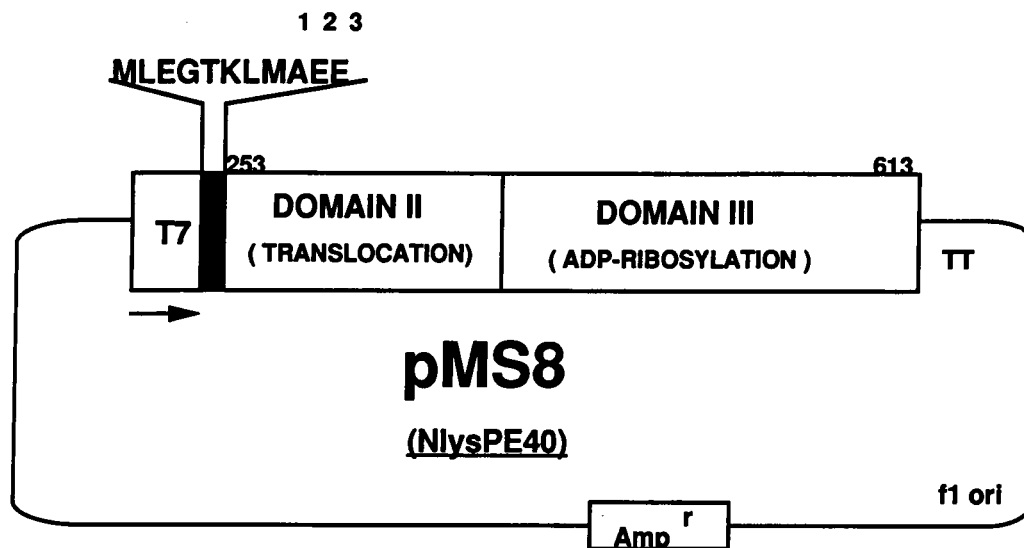 1 2 3
MLEGTKLMAEE
253
613
T7
DOMAIN II
DOMAIN III
( TRANSLOCATION)
( ADP-RIBOSYLATION )
TT
pMS8
(NlysPE40)
f1 ori
Amp r